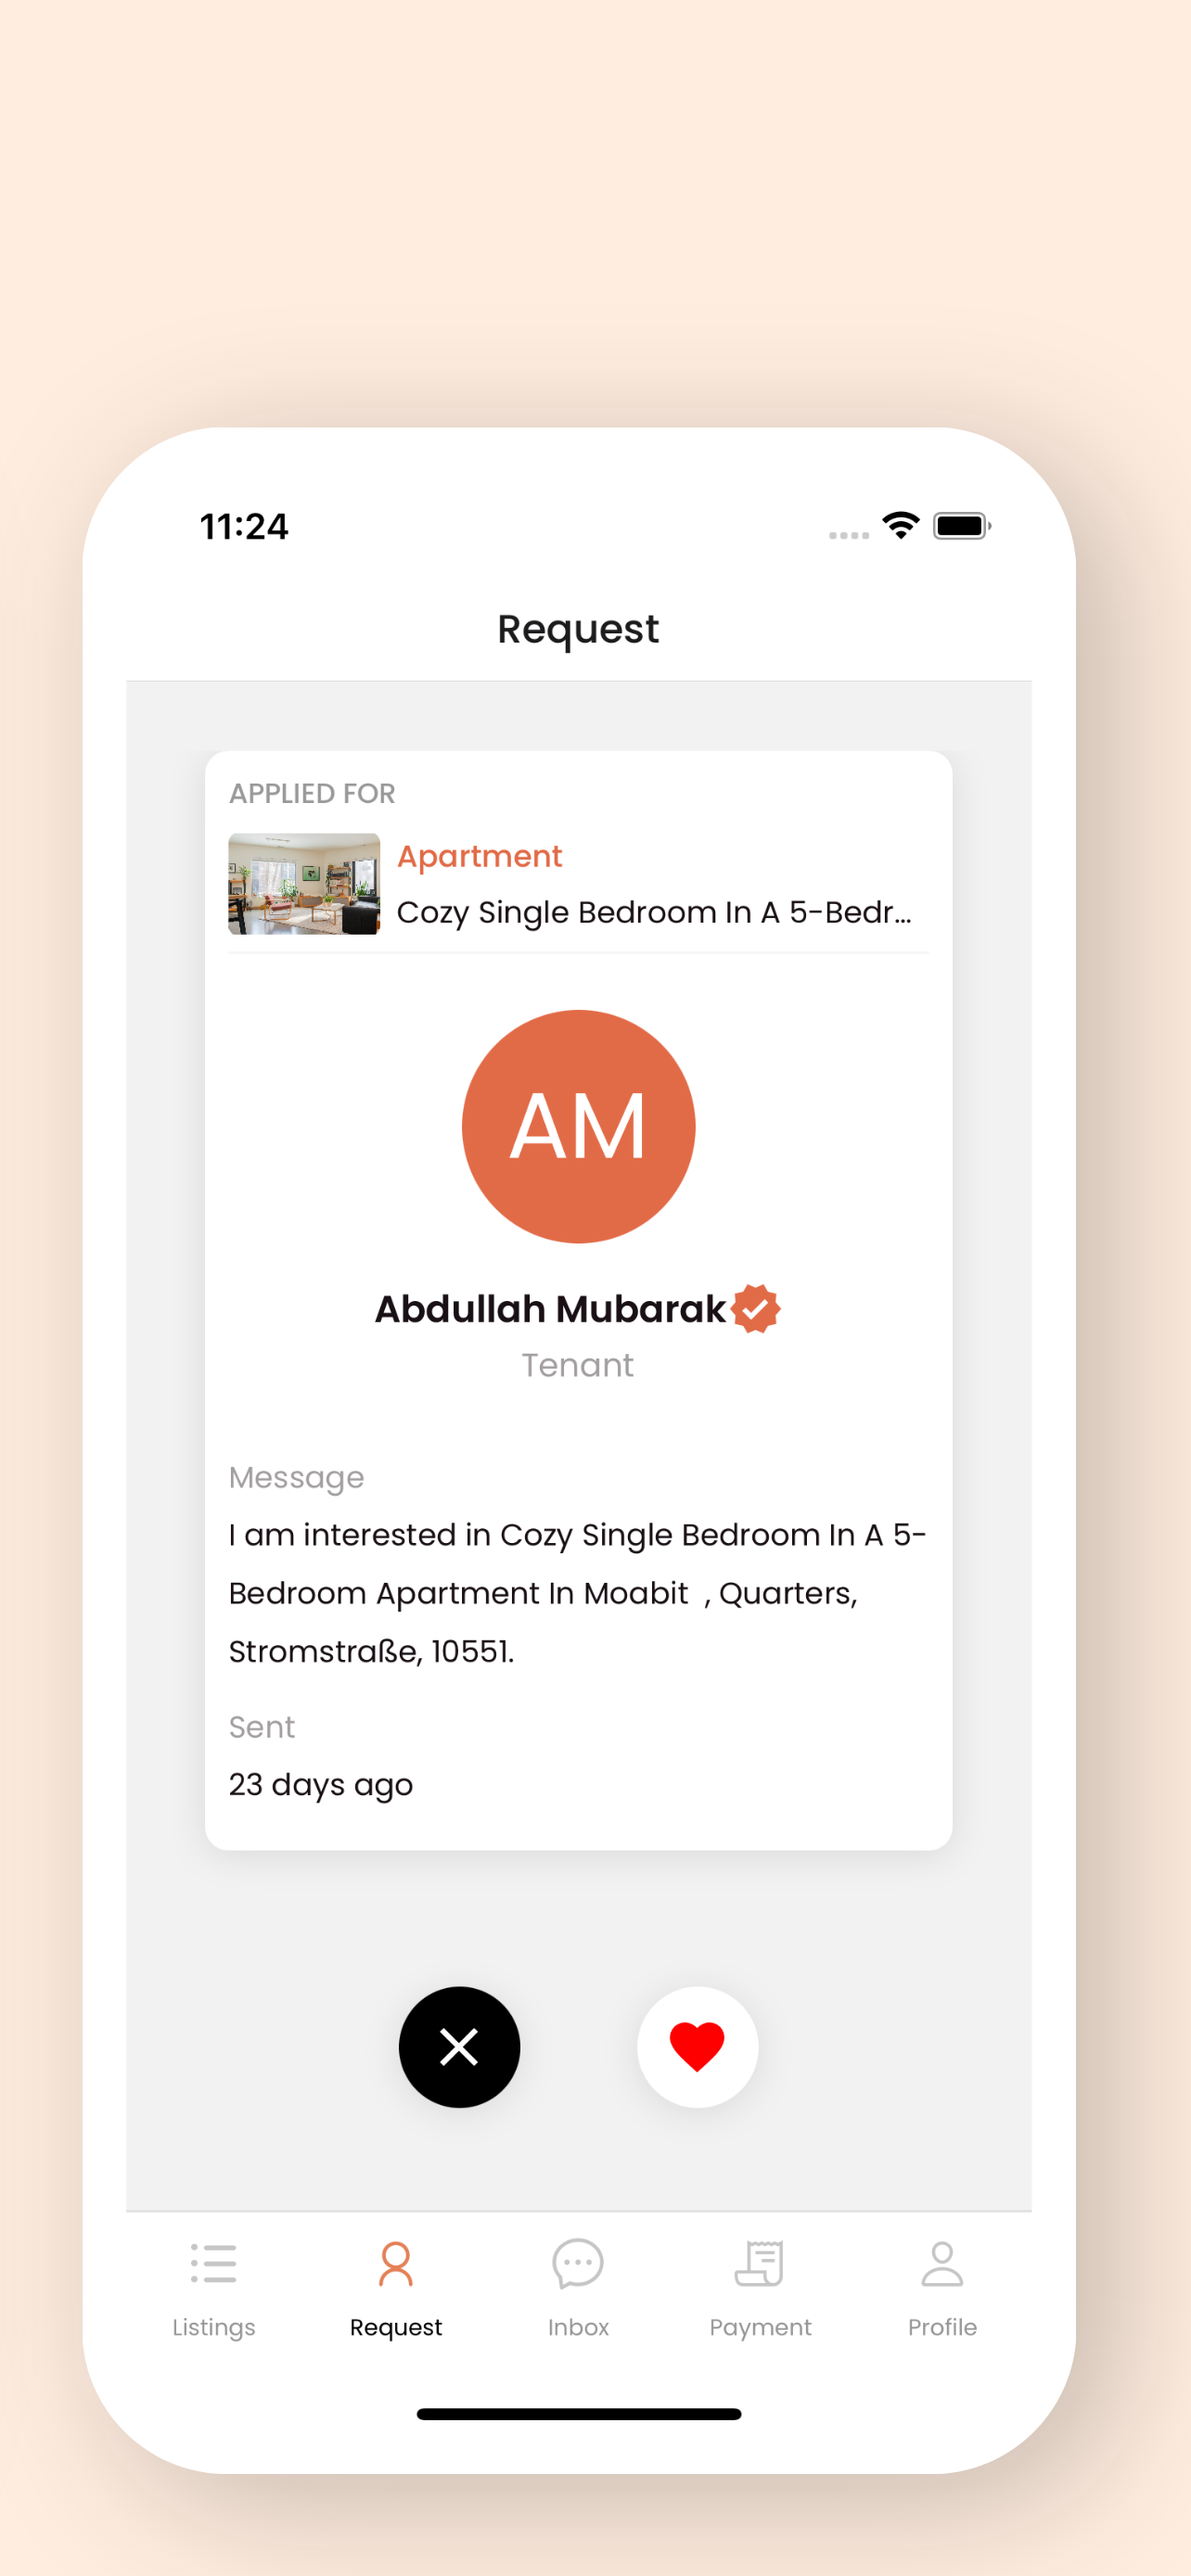 11:24
Request
APPLIED FOR
Apartment
Cozy Single Bedroom In A 5-Bedr...
AM
Abdullah Mubarak
Tenant
Message
I am interested in Cozy Single Bedroom In A 5-
Bedroom Apartment In Moabit  , Quarters,
Stromstraße, 10551.
Sent
23 days ago
Listings
Request
Inbox
Payment
Profile